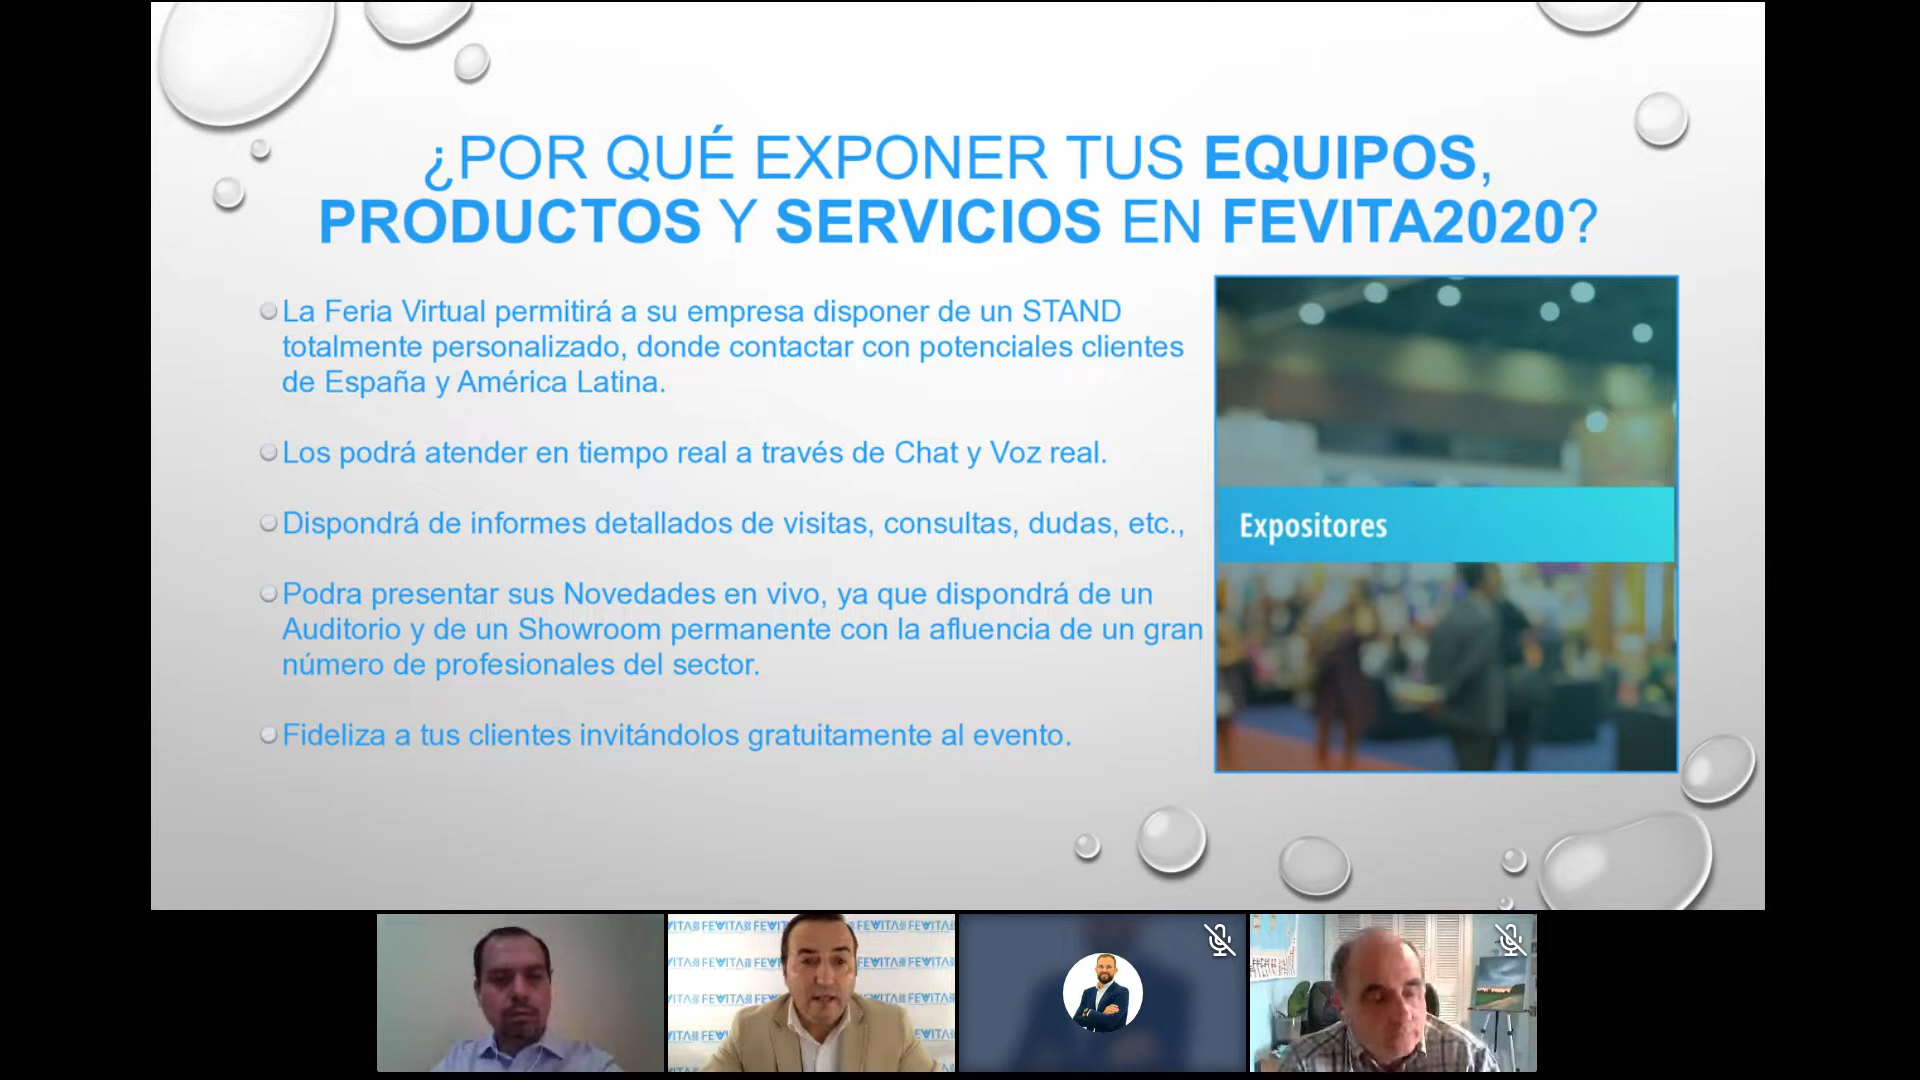 ¿POR QUÉ EXPONER TUS EQUIPOS,
PRODUCTOS Y SERVICIOS EN FEVITA2020?
La Feria Virtual permitirá a su empresa disponer de un STAND
totalmente personalizado, donde contactar con potenciales clientes
de España y América Latina.
Los podrá atender en tiempo real a través de Chat y Voz real.
Dispondrá de informes detallados de visitas, consultas, dudas, etc.,
Podra presentar sus Novedades en vivo, ya que dispondrá de un
Auditorio y de un Showroom permanente con la afluencia de un gran
número de profesionales del sector.
Fideliza a tus clientes invitándolos gratuitamente al evento.
Expositores